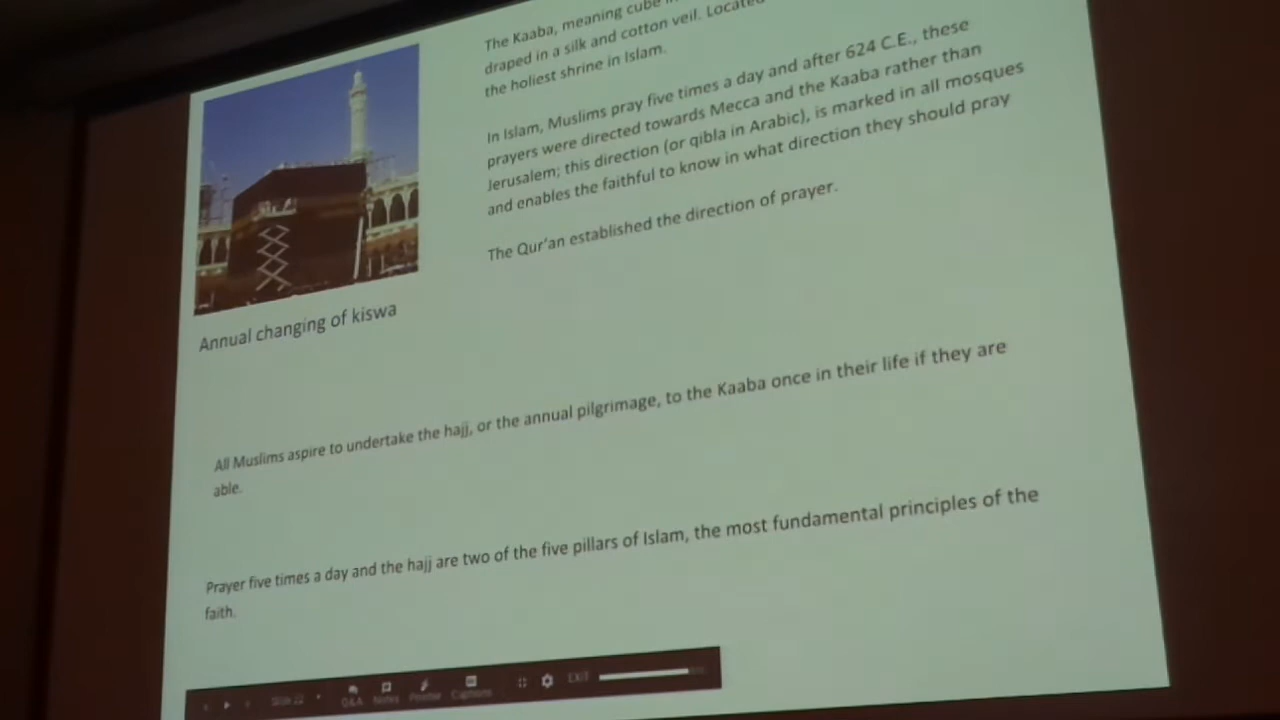 The Kaaba, meaning cube
draped in a silk and cotton veil. Located
the holiest shrine in Islam.
In Islam, Muslims pray five times a day and after 624 C.E., these
prayers were directed towards Mecca and the Kaaba rather than
Jerusalem; this direction (or qibla in Arabic), is marked in all mosques
and enables the faithful to know in what direction they should pray
The Qur'an established the direction of prayer.
Annual changing of kiswa
All Muslims aspire to undertake the hajj, or the annual pilgrimage, to the Kaaba once in their life if they are
able.
Prayer five times a day and the hajj are two of the five pillars of Islam, the most fundamental principles of the
faith.
Slide 22
Q&A Notes Pointer Captions
EXIT